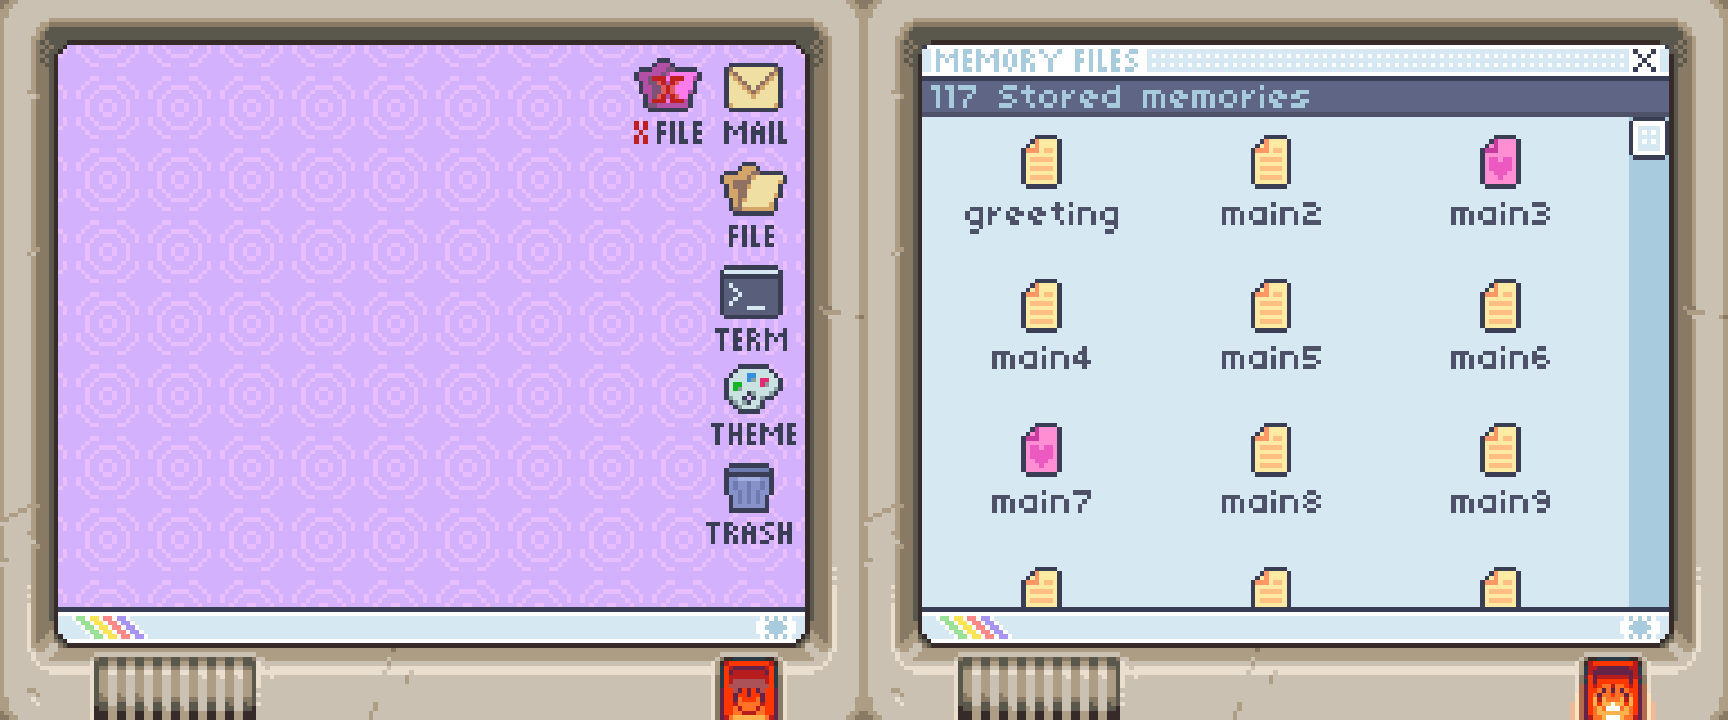 X FILE
MAIL
FILE
TERM
THEME
TRASH
MEMORY FILES
117 Stored memories
greeting main2 main3
main4 main5 main6
main7 main8 main9